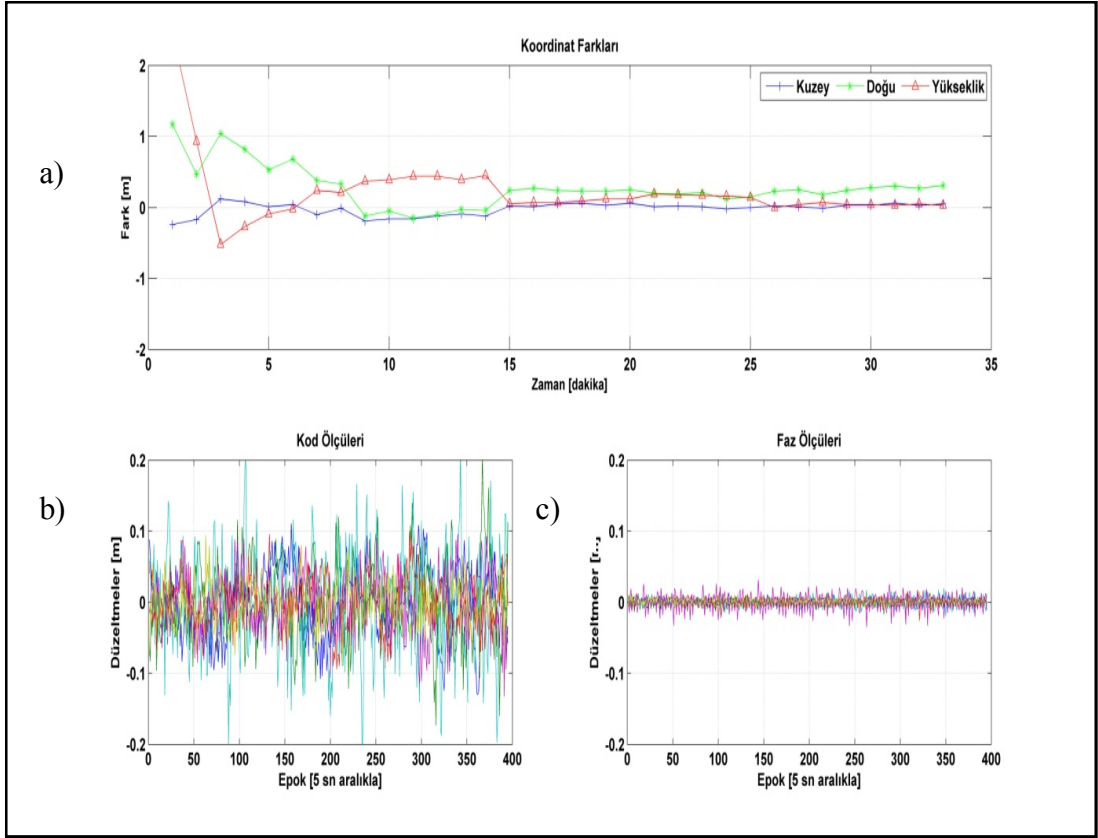 Koordinat Farkları
a)
Fark [m]
2
1
0
-1
-2
Kuzey Doğu Yükseklik
0 5 10 15 20 25 30 35
Zaman [dakika]
b)
Kod Ölçüleri
Düzeltmeler [m]
0.2
0.1
0
-0.1
-0.2
0 50 100 150 200 250 300 350 400
Epok [5 sn aralıkla]
c)
Faz Ölçüleri
Düzeltmeler [...]
0.2
0.1
0
-0.1
-0.2
0 50 100 150 200 250 300 350 400
Epok [5 sn aralıkla]